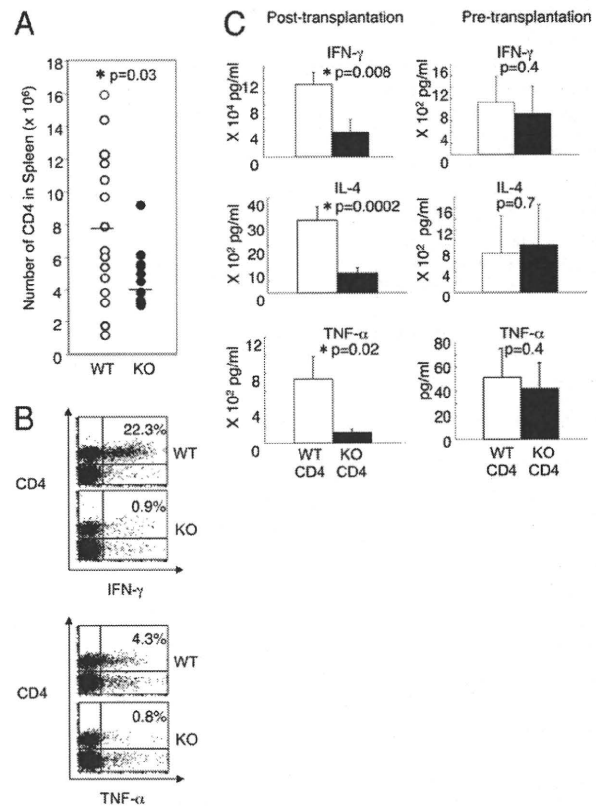 A
Number of CD4 in Spleen (x 10⁶)
18
16
14
12
10
8
6
4
2
0
* p=0.03
WT KO
B
CD4
22.3%
WT
0.9%
KO
IFN-γ
CD4
4.3%
WT
0.8%
KO
TNF-α
C
Post-transplantation
Pre-transplantation
IFN-γ
* p=0.008
X 10⁴ pg/ml
12
8
4
0
IFN-γ
p=0.4
X 10² pg/ml
16
12
8
4
0
IL-4
* p=0.0002
X 10² pg/ml
40
30
20
10
0
IL-4
p=0.7
X 10² pg/ml
16
12
8
4
0
TNF-α
* p=0.02
X 10² pg/ml
12
8
4
0
WT KO
CD4 CD4
TNF-α
p=0.4
pg/ml
80
60
40
20
0
WT KO
CD4 CD4